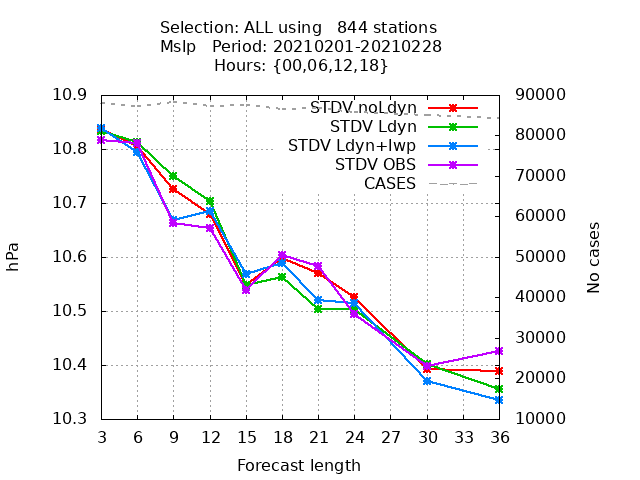 Selection: ALL using   844 stations
Mslp   Period: 20210201-20210228
Hours: {00,06,12,18}
10.9
10.8
10.7
10.6
10.5
10.4
10.3
hPa
STDV noLdyn
STDV Ldyn
STDV Ldyn+lwp
STDV OBS
CASES
90000
80000
70000
60000
50000
40000
30000
20000
10000
No cases
3 6 9 12 15 18 21 24 27 30 33 36
Forecast length